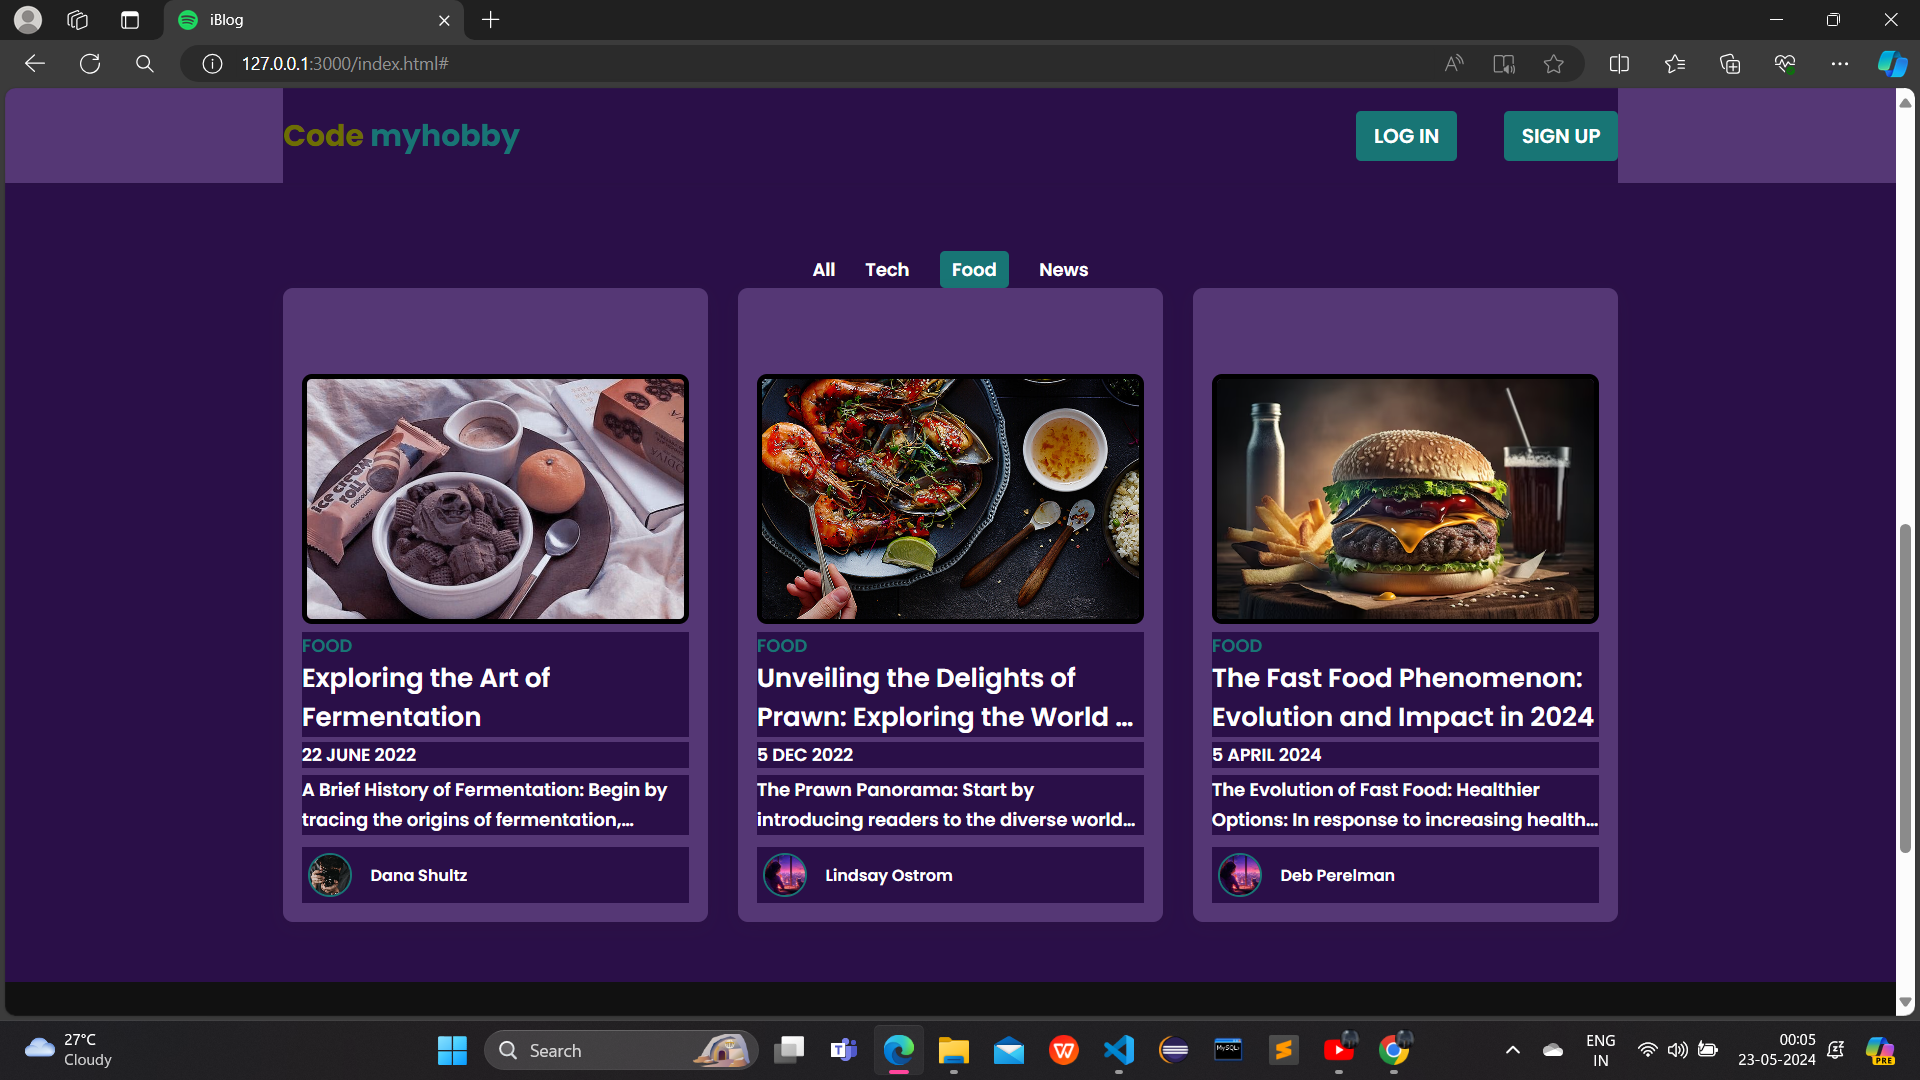 iBlog
127.0.0.1:3000/index.html#
Code myhobby
LOG IN
SIGN UP
All
Tech
Food
News
ICE CREAM
ROLL
FOOD
Exploring the Art of
Fermentation
22 JUNE 2022
A Brief History of Fermentation: Begin by
tracing the origins of fermentation,...
Dana Shultz
FOOD
Unveiling the Delights of
Prawn: Exploring the World ...
5 DEC 2022
The Prawn Panorama: Start by
introducing readers to the diverse world...
Lindsay Ostrom
FOOD
The Fast Food Phenomenon:
Evolution and Impact in 2024
5 APRIL 2024
The Evolution of Fast Food: Healthier
Options: In response to increasing health...
Deb Perelman
27°C
Cloudy
Search
MySQL
ENG
IN
00:05
23-05-2024
PRE